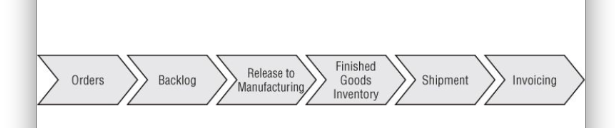 Orders
Backlog
Release to
Manufacturing
Finished
Goods
Inventory
Shipment
Invoicing